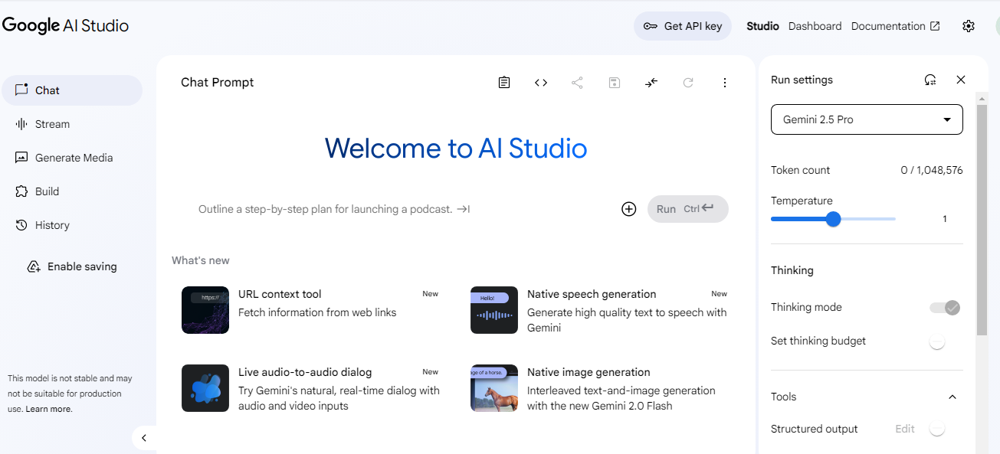 Google AI Studio
Get API key
Studio
Dashboard
Documentation
Chat
Stream
Generate Media
Build
History
Enable saving
This model is not stable and may
not be suitable for production
use. Learn more.
Chat Prompt
Welcome to AI Studio
Outline a step-by-step plan for launching a podcast.
Run Ctrl
What's new
https://
URL context tool
New
Fetch information from web links
Hello!
Native speech generation
New
Generate high quality text to speech with
Gemini
Live audio-to-audio dialog
New
Try Gemini's natural, real-time dialog with
audio and video inputs
of a horse.
Native image generation
Interleaved text-and-image generation
with the new Gemini 2.0 Flash
Run settings
Gemini 2.5 Pro
Token count
0 / 1,048,576
Temperature
1
Thinking
Thinking mode
Set thinking budget
Tools
Structured output
Edit